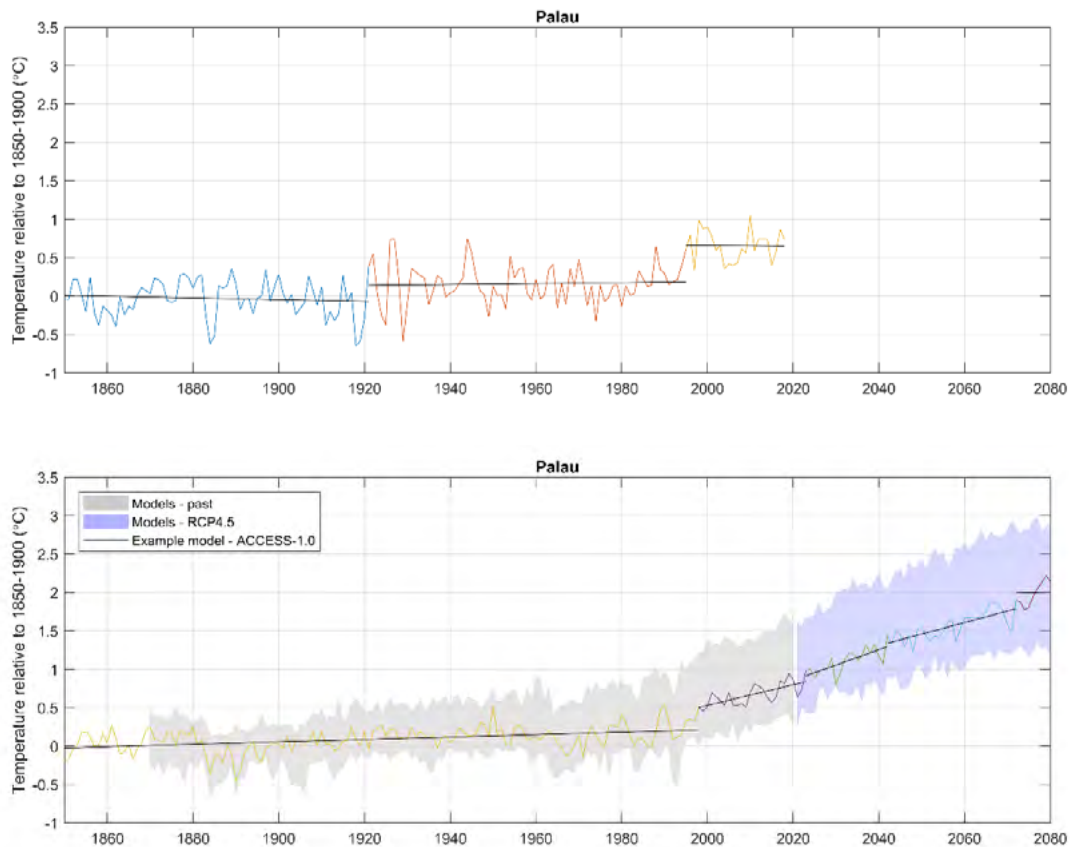 Palau
Temperature relative to 1850-1900 (°C)
3.5
3
2.5
2
1.5
1
0.5
0
-0.5
-1
1860 1880 1900 1920 1940 1960 1980 2000 2020 2040 2060 2080
Palau
Temperature relative to 1850-1900 (°C)
3.5
3
2.5
2
1.5
1
0.5
0
-0.5
-1
Models - past
Models - RCP4.5
Example model - ACCESS-1.0
1860 1880 1900 1920 1940 1960 1980 2000 2020 2040 2060 2080